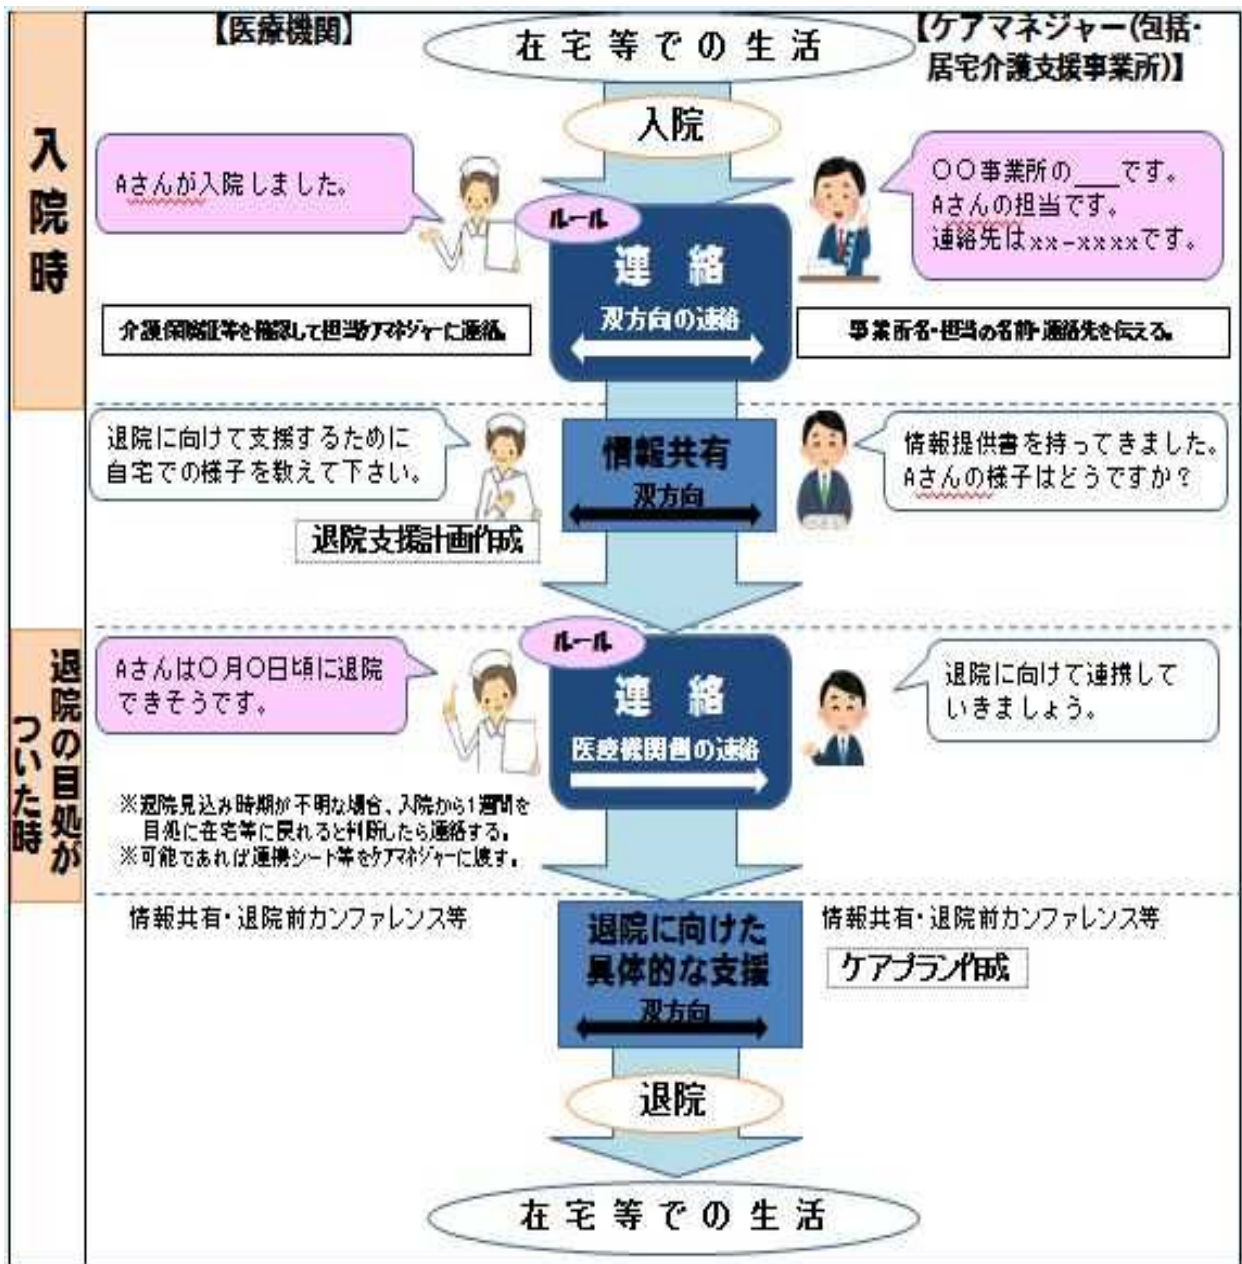 【医療機関】
在宅等での生活
【ケアマネジャー(包括・
居宅介護支援事業所)】
入院
入院時
Aさんが入院しました。
ルール
連絡
双方向の連絡
〇〇事業所の___です。
Aさんの担当です。
連絡先はxx-xxxxです。
介護保険証等を確認して担当ケアマネジャーに連絡。
事業所名・担当の名前・連絡先を伝える。
退院に向けて支援するために
自宅での様子を教えて下さい。
情報共有
双方向
情報提供書を持ってきました。
Aさんの様子はどうですか？
退院支援計画作成
退院の目処が
ついた時
Aさんは〇月〇日頃に退院
できそうです。
ルール
連絡
医療機関側の連絡
退院に向けて連携して
いきましょう。
※退院見込み時期が不明な場合、入院から1週間を
目処に在宅等に戻れると判断したら連絡する。
※可能であれば連携シート等をケアマネジャーに渡す。
情報共有・退院前カンファレンス等
退院に向けた
具体的な支援
双方向
情報共有・退院前カンファレンス等
ケアプラン作成
退院
在宅等での生活